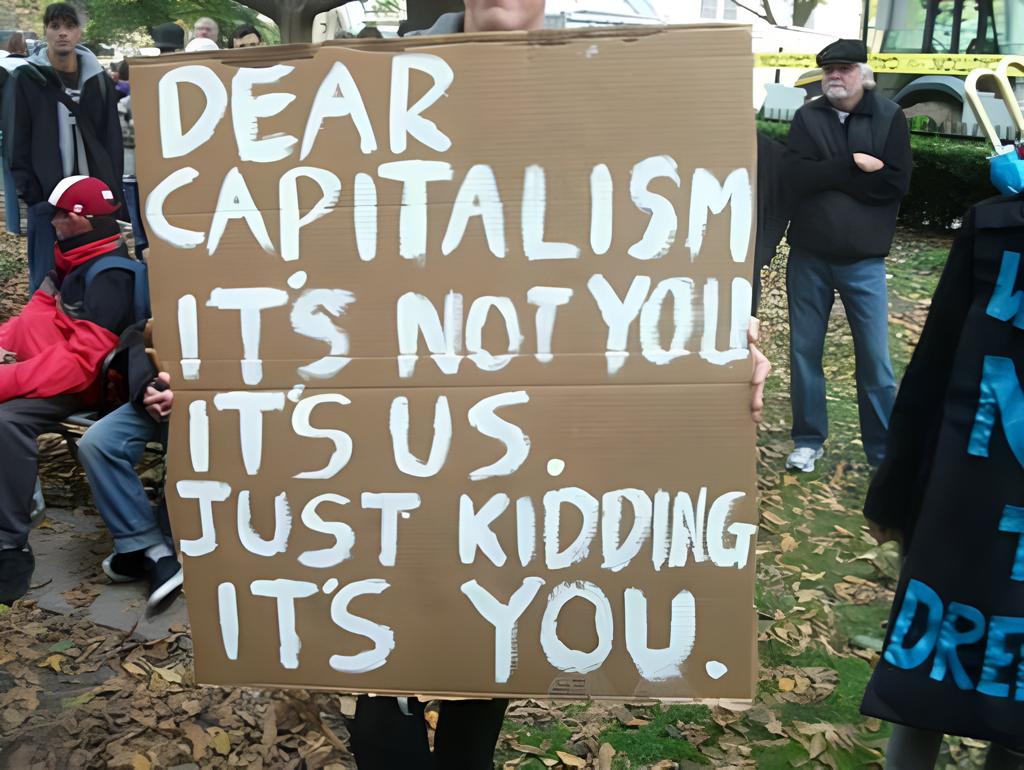 DEAR
CAPITALISM
IT'S NOT YOU
IT'S US.
JUST KIDDING
IT'S YOU.